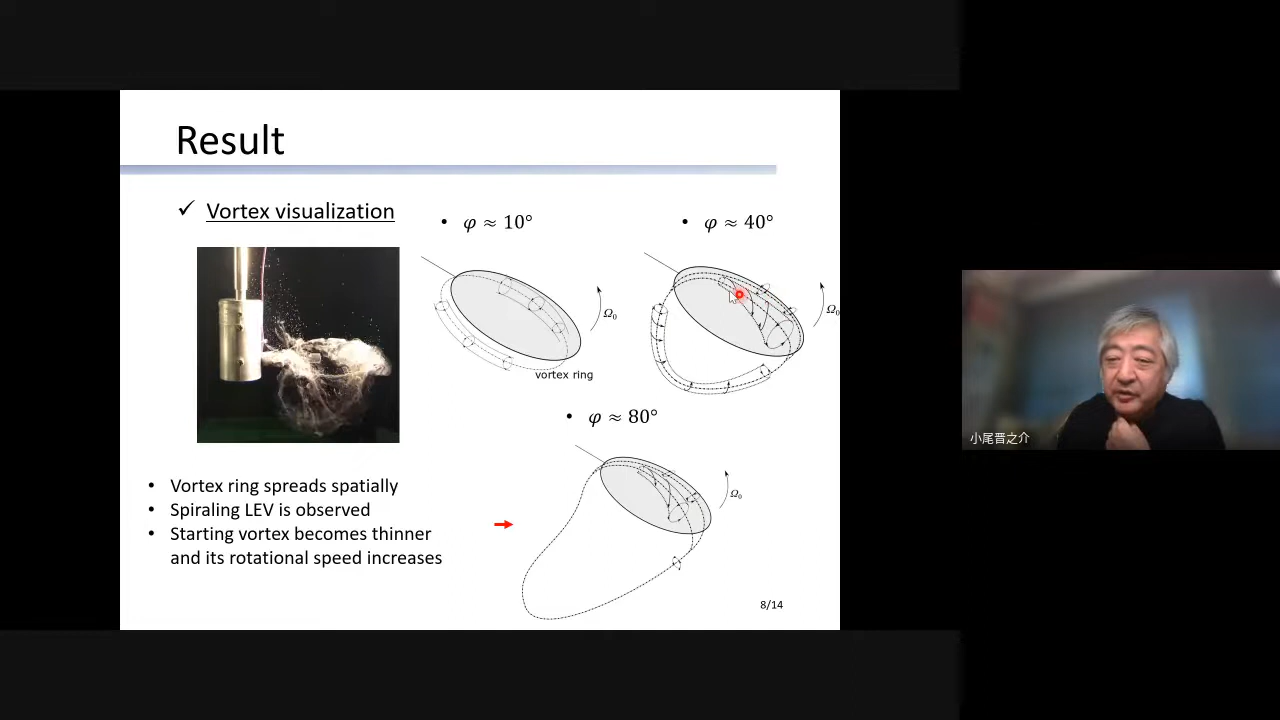 Result
✓ Vortex visualization
• φ ≈ 10°
• φ ≈ 40°
Ω₀
Ω₀
vortex ring
• φ ≈ 80°
Ω₀
• Vortex ring spreads spatially
• Spiraling LEV is observed
• Starting vortex becomes thinner
and its rotational speed increases
8/14
小尾晋之介